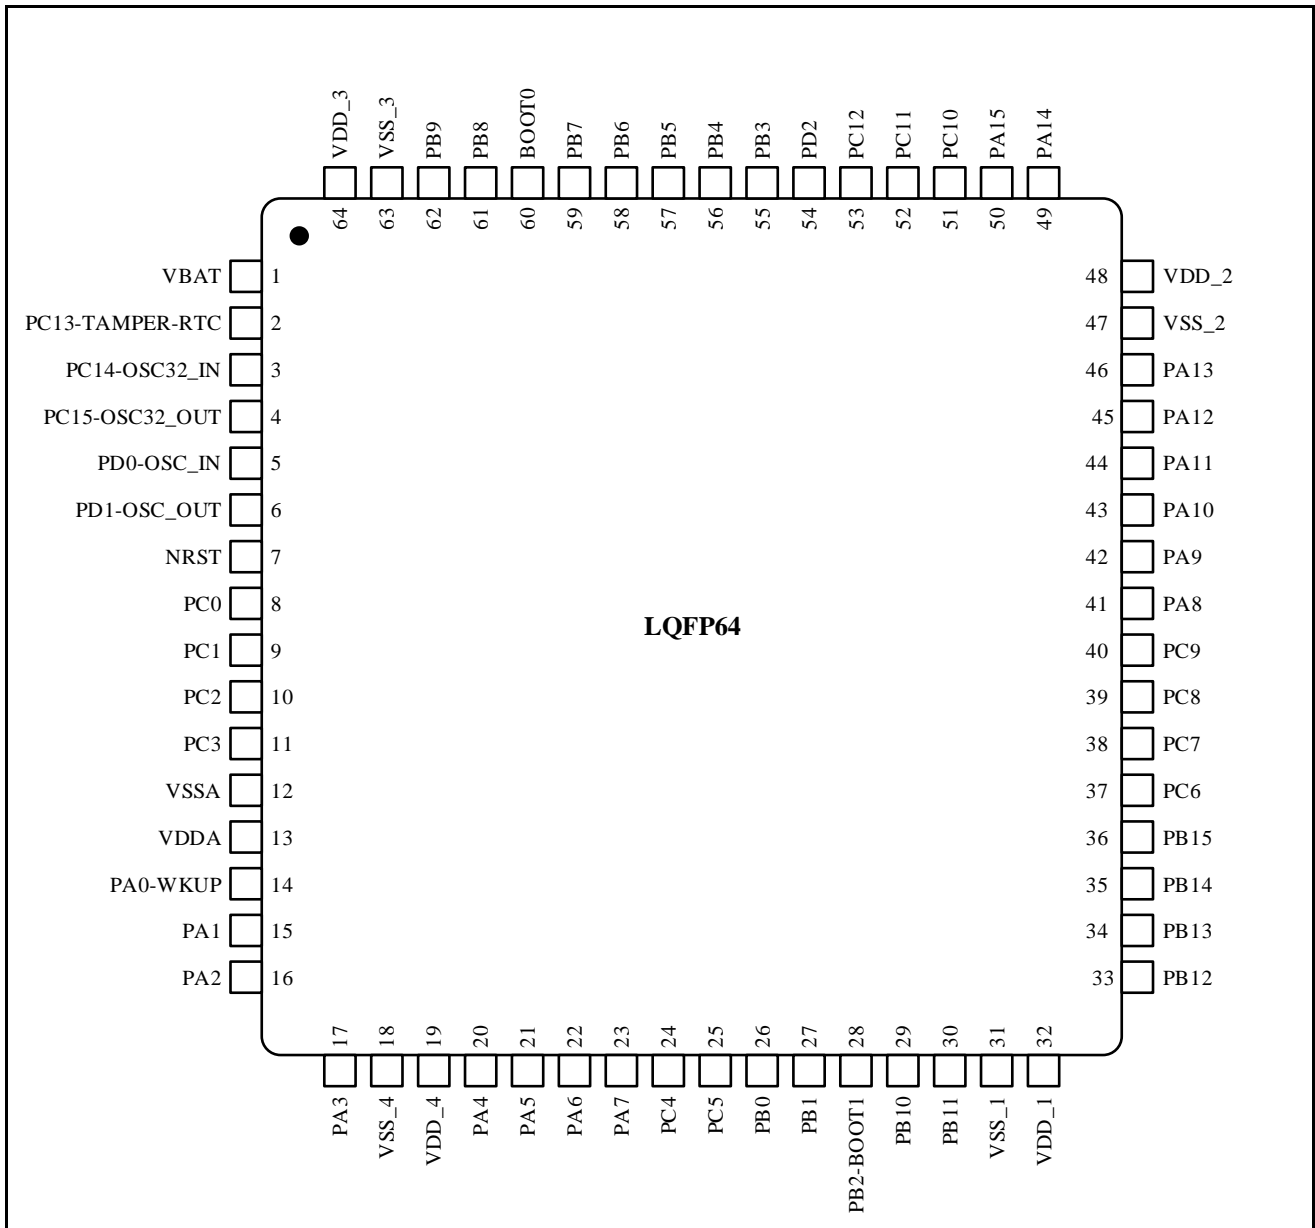 VDD_3 VSS_3 PB9 PB8 BOOT0 PB7 PB6 PB5 PB4 PB3 PD2 PC12 PC11 PC10 PA15 PA14
64 63 62 61 60 59 58 57 56 55 54 53 52 51 50 49
VBAT 1 48 VDD_2
PC13-TAMPER-RTC 2 47 VSS_2
PC14-OSC32_IN 3 46 PA13
PC15-OSC32_OUT 4 45 PA12
PD0-OSC_IN 5 44 PA11
PD1-OSC_OUT 6 43 PA10
NRST 7 42 PA9
PC0 8 41 PA8
LQFP64
PC1 9 40 PC9
PC2 10 39 PC8
PC3 11 38 PC7
VSSA 12 37 PC6
VDDA 13 36 PB15
PA0-WKUP 14 35 PB14
PA1 15 34 PB13
PA2 16 33 PB12
17 18 19 20 21 22 23 24 25 26 27 28 29 30 31 32
PA3 VSS_4 VDD_4 PA4 PA5 PA6 PA7 PC4 PC5 PB0 PB1 PB2-BOOT1 PB10 PB11 VSS_1 VDD_1